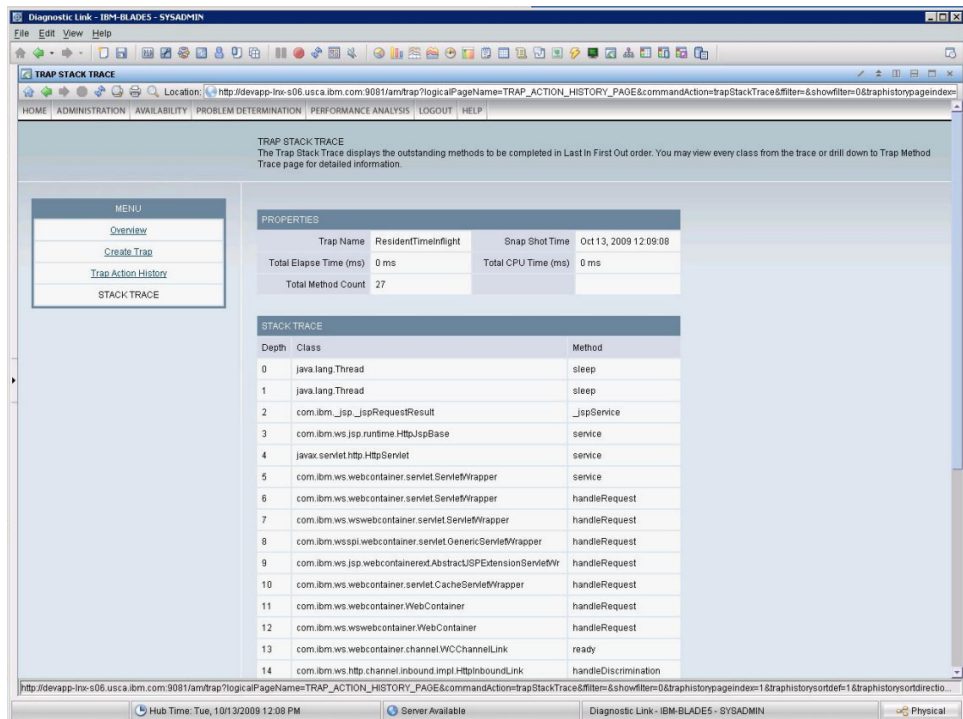 Diagnostic Link - IBM-BLADE5 - SYSADMIN
File Edit View Help
TRAP STACK TRACE
Location: http://devapp-lnx-s06.usca.ibm.com:9081/am/trap?logicalPageName=TRAP_ACTION_HISTORY_PAGE&commandAction=trapStackTrace&ffilter=&showfilter=0&traphistorypageindex=
HOME ADMINISTRATION AVAILABILITY PROBLEM DETERMINATION PERFORMANCE ANALYSIS LOGOUT HELP
TRAP STACK TRACE
The Trap Stack Trace displays the outstanding methods to be completed in Last In First Out order. You may view every class from the trace or drill down to Trap Method
Trace page for detailed information.
MENU
Overview
Create Trap
Trap Action History
STACK TRACE
PROPERTIES
Trap Name ResidentTimeInflight Snap Shot Time Oct 13, 2009 12:09:08
Total Elapse Time (ms) 0 ms Total CPU Time (ms) 0 ms
Total Method Count 27
STACK TRACE
Depth Class Method
0 java.lang.Thread sleep
1 java.lang.Thread sleep
2 com.ibm._jsp._jspRequestResult _jspService
3 com.ibm.ws.jsp.runtime.HttpJspBase service
4 javax.servlet.http.HttpServlet service
5 com.ibm.ws.webcontainer.servlet.ServletWrapper service
6 com.ibm.ws.webcontainer.servlet.ServletWrapper handleRequest
7 com.ibm.ws.wswebcontainer.servlet.ServletWrapper handleRequest
8 com.ibm.wsspi.webcontainer.servlet.GenericServletWrapper handleRequest
9 com.ibm.ws.jsp.webcontainerext.AbstractJSPExtensionServletWr handleRequest
10 com.ibm.ws.webcontainer.servlet.CacheServletWrapper handleRequest
11 com.ibm.ws.webcontainer.WebContainer handleRequest
12 com.ibm.ws.wswebcontainer.WebContainer handleRequest
13 com.ibm.ws.webcontainer.channel.WCChannelLink ready
14 com.ibm.ws.http.channel.inbound.impl.HttpInboundLink handleDiscrimination
http://devapp-lnx-s06.usca.ibm.com:9081/am/trap?logicalPageName=TRAP_ACTION_HISTORY_PAGE&commandAction=trapStackTrace&ffilter=&showfilter=0&traphistorypageindex=1&traphistorysortdef=1&traphistorysortdirectio...
Hub Time: Tue, 10/13/2009 12:08 PM Server Available Diagnostic Link - IBM-BLADE5 - SYSADMIN Physical